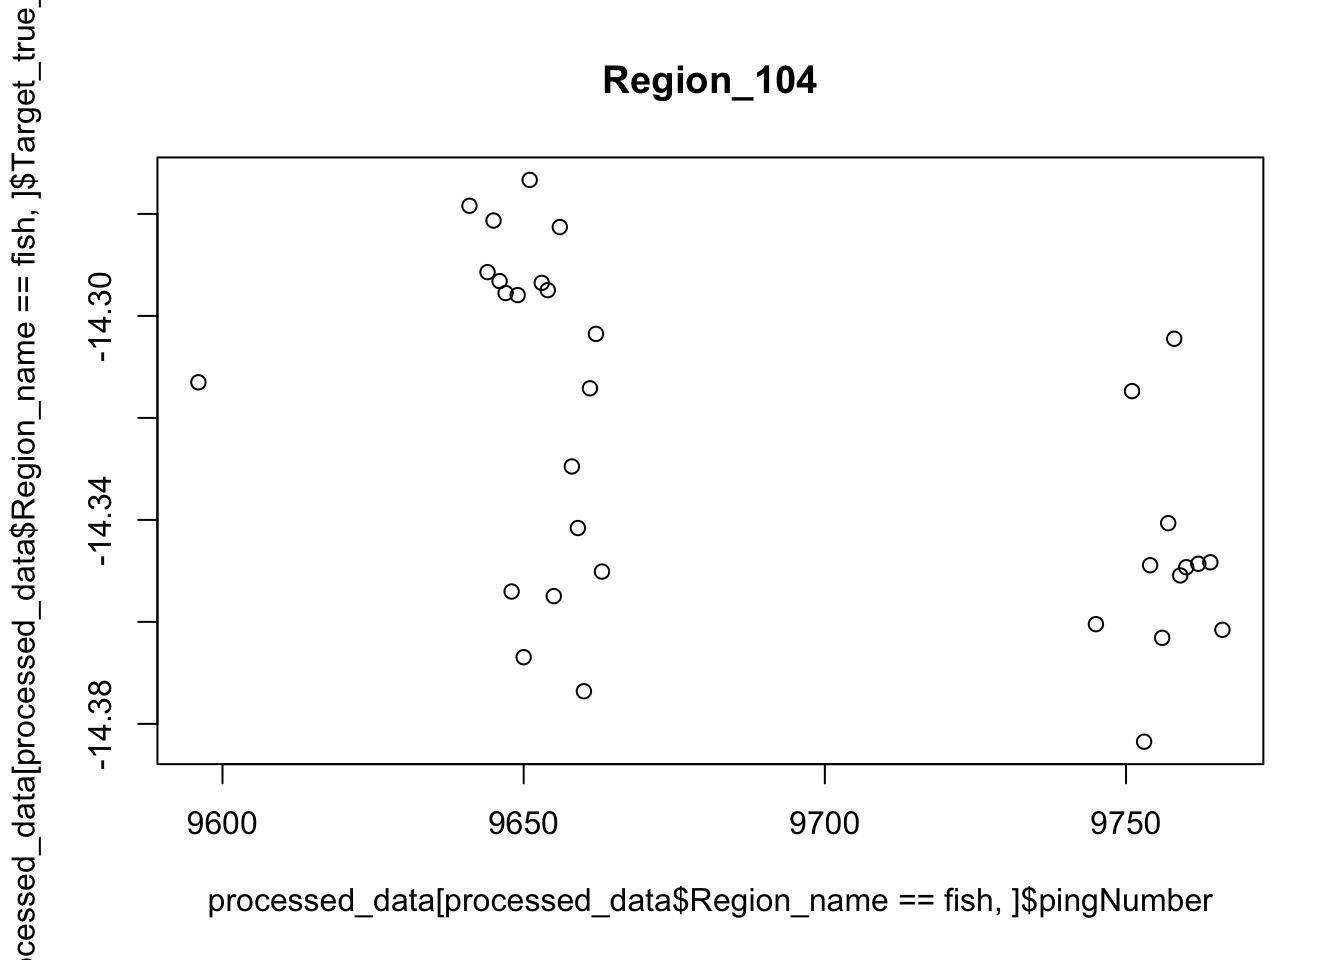 Region_104
cessed_data[processed_data$Region_name == fish, ]$Target_true_
-14.30
-14.34
-14.38
9600
9650
9700
9750
processed_data[processed_data$Region_name == fish, ]$pingNumber